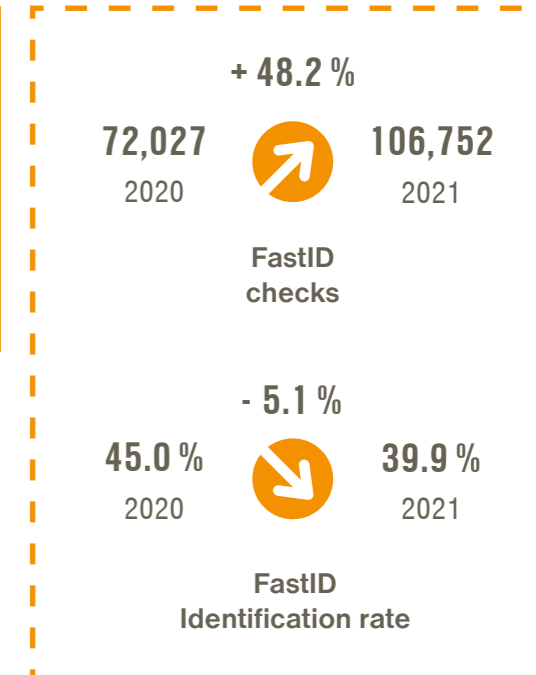 + 48.2 %
72,027 106,752
2020 2021
FastID
checks
- 5.1 %
45.0 % 39.9 %
2020 2021
FastID
Identification rate